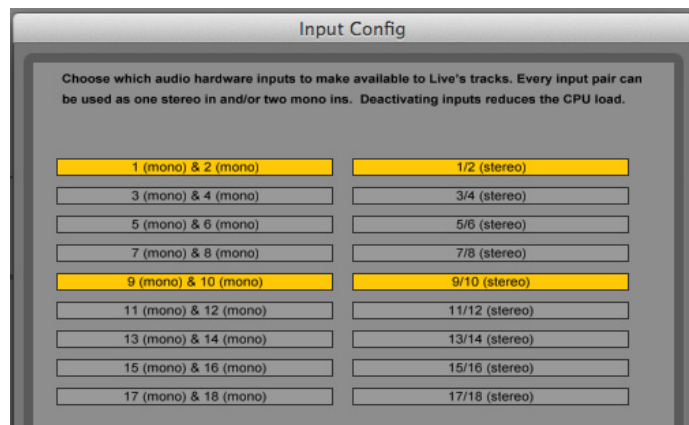 Input Config
Choose which audio hardware inputs to make available to Live's tracks. Every input pair can
be used as one stereo in and/or two mono ins. Deactivating inputs reduces the CPU load.
1 (mono) & 2 (mono) 1/2 (stereo)
3 (mono) & 4 (mono) 3/4 (stereo)
5 (mono) & 6 (mono) 5/6 (stereo)
7 (mono) & 8 (mono) 7/8 (stereo)
9 (mono) & 10 (mono) 9/10 (stereo)
11 (mono) & 12 (mono) 11/12 (stereo)
13 (mono) & 14 (mono) 13/14 (stereo)
15 (mono) & 16 (mono) 15/16 (stereo)
17 (mono) & 18 (mono) 17/18 (stereo)